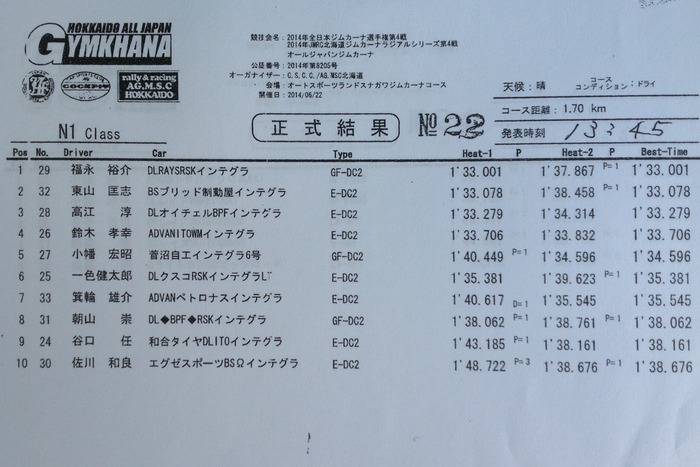 HOKKAIDO ALL JAPAN
GYMKHANA
COCKPIT
rally & racing
AG.M.S.C
HOKKAIDO
競技会名：2014年全日本ジムカーナ選手権第4戦
2014年JMRC北海道ジムカーナラジアルシリーズ第4戦
オールジャパンジムカーナ
公認番号：2014年第8205号
オーガナイザー：C.S.C.C./AG.MSC北海道
会場：オートスポーツランドスナガワジムカーナコース
開催日：2014/06/22
天候：晴 コースコンディション：ドライ
コース距離：1.70 km
N1 Class 正式結果 No 22 発表時刻 13:45
Pos No. Driver Car Type Heat-1 P Heat-2 P Best-Time
1 29 福永 裕介 DLRAYSRSKインテグラ GF-DC2 1'33.001 1'37.867 P=1 1'33.001
2 32 東山 匡志 BSブリッド制動屋インテグラ E-DC2 1'33.078 1'38.458 P=1 1'33.078
3 28 高江 淳 DLオイチェルBPFインテグラ E-DC2 1'33.279 1'34.314 1'33.279
4 26 鈴木 孝幸 ADVANITOWMインテグラ E-DC2 1'33.706 1'33.832 1'33.706
5 27 小幡 宏昭 菅沼自工インテグラ6号 GF-DC2 1'40.449 P=1 1'34.596 1'34.596
6 25 一色健太郎 DLクスコRSKインテグラLT E-DC2 1'35.381 1'39.623 P=1 1'35.381
7 33 箕輪 雄介 ADVANペトロナスインテグラ E-DC2 1'40.617 P=1 1'35.545 1'35.545
8 31 朝山 崇 DL◆BPF◆RSKインテグラ GF-DC2 1'38.062 P=1 1'38.761 P=1 1'38.062
9 24 谷口 任 和合タイヤDLITOインテグラ E-DC2 1'43.185 P=1 1'38.161 1'38.161
10 30 佐川 和良 エグゼスポーツBSΩインテグラ E-DC2 1'48.722 P=3 1'38.676 P=1 1'38.676